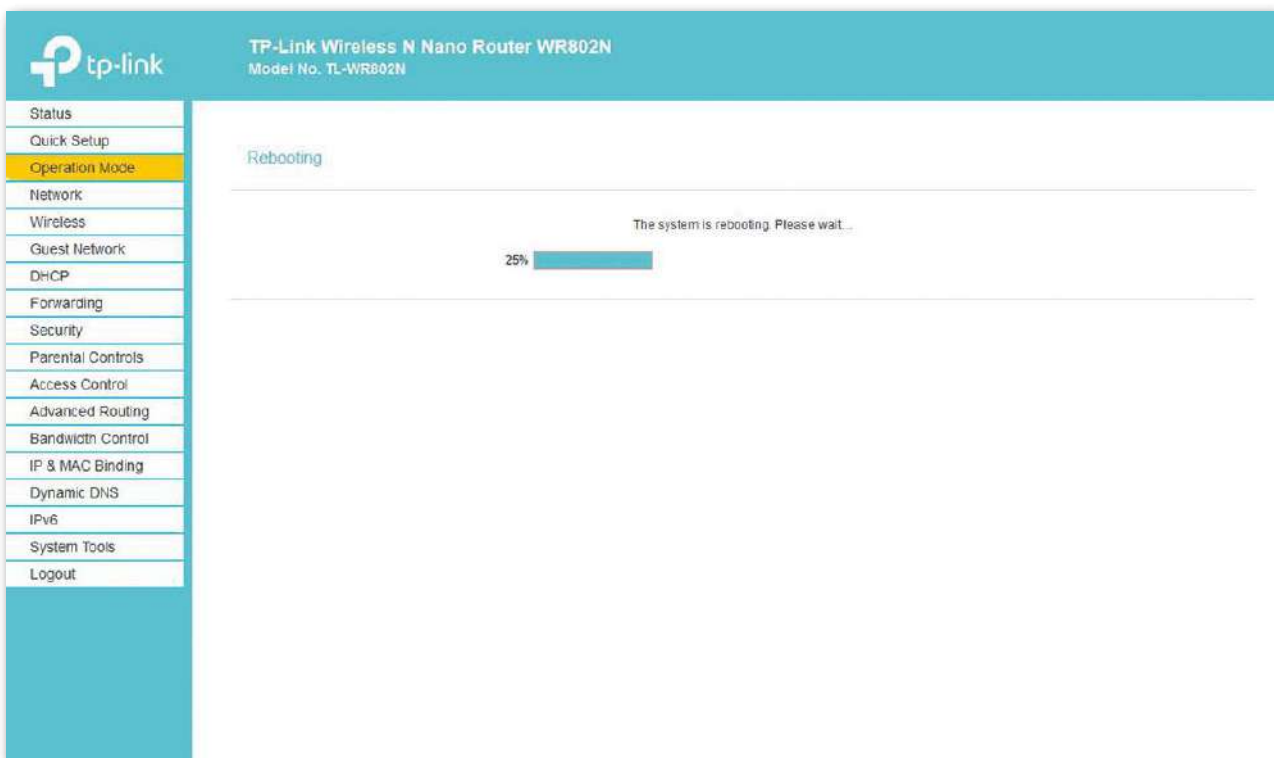 tp-link
TP-Link Wireless N Nano Router WR802N
Model No. TL-WR802N
Status
Quick Setup
Operation Mode
Network
Wireless
Guest Network
DHCP
Forwarding
Security
Parental Controls
Access Control
Advanced Routing
Bandwidth Control
IP & MAC Binding
Dynamic DNS
IPv6
System Tools
Logout
Rebooting
The system is rebooting. Please wait...
25%